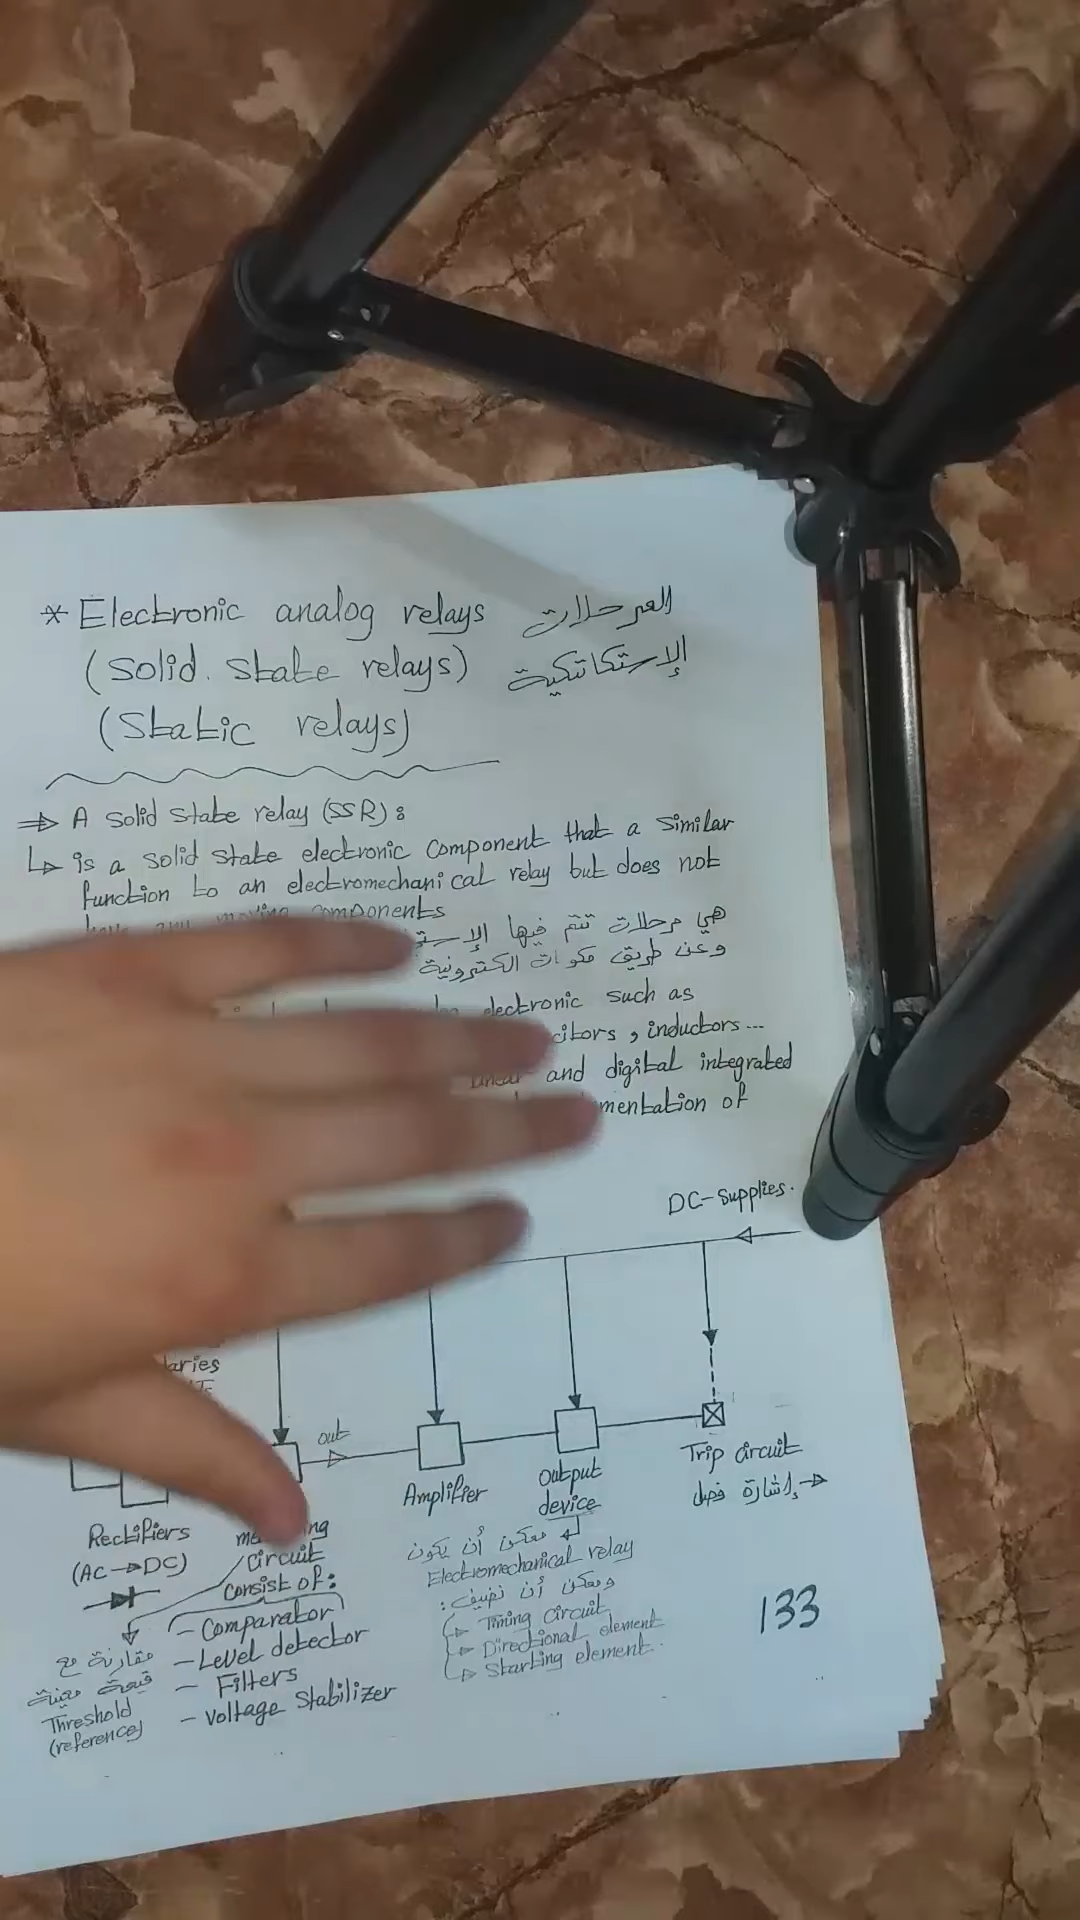 * Electronic analog relays المرحلات
(Solid. state relays) الإستكاتيكية
(Static relays)
⇒ A solid state relay (SSR):
↳ is a solid state electronic component that a similar
function to an electromechanical relay but does not
have any moving components
هي مرحلات تتم فيها
وعن طريق مكونات الكترونية
electronic such as
, inductors...
and digital integrated
of
DC-supplies.
out
Amplifier
output
device
Trip circuit
إشارة فصل
Rectifiers
(AC→DC)
circuit
consist of:
- Comparator
- Level detector
- Filters
- Voltage Stabilizer
مقارنة مع
قيمة معينة
Threshold
(reference)
ممكن أن يكون
Electromechanical relay
وممكن أن نضيف:
Timing Circuit
Directional element
Starting element.
133